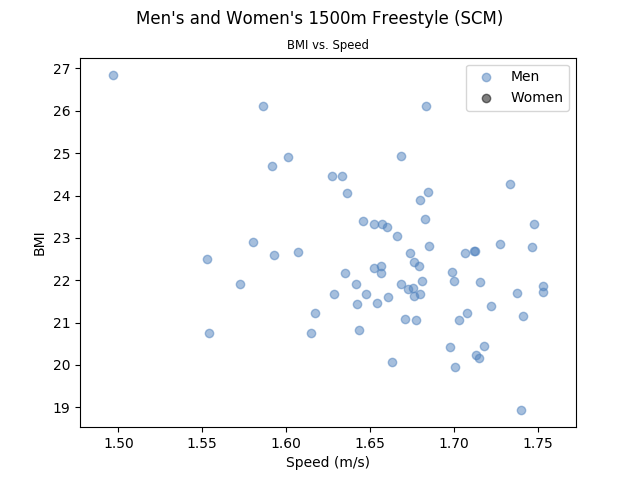 Men's and Women's 1500m Freestyle (SCM)
BMI vs. Speed
Men
Women
27
26
25
24
23
22
21
20
19
BMI
1.50 1.55 1.60 1.65 1.70 1.75
Speed (m/s)